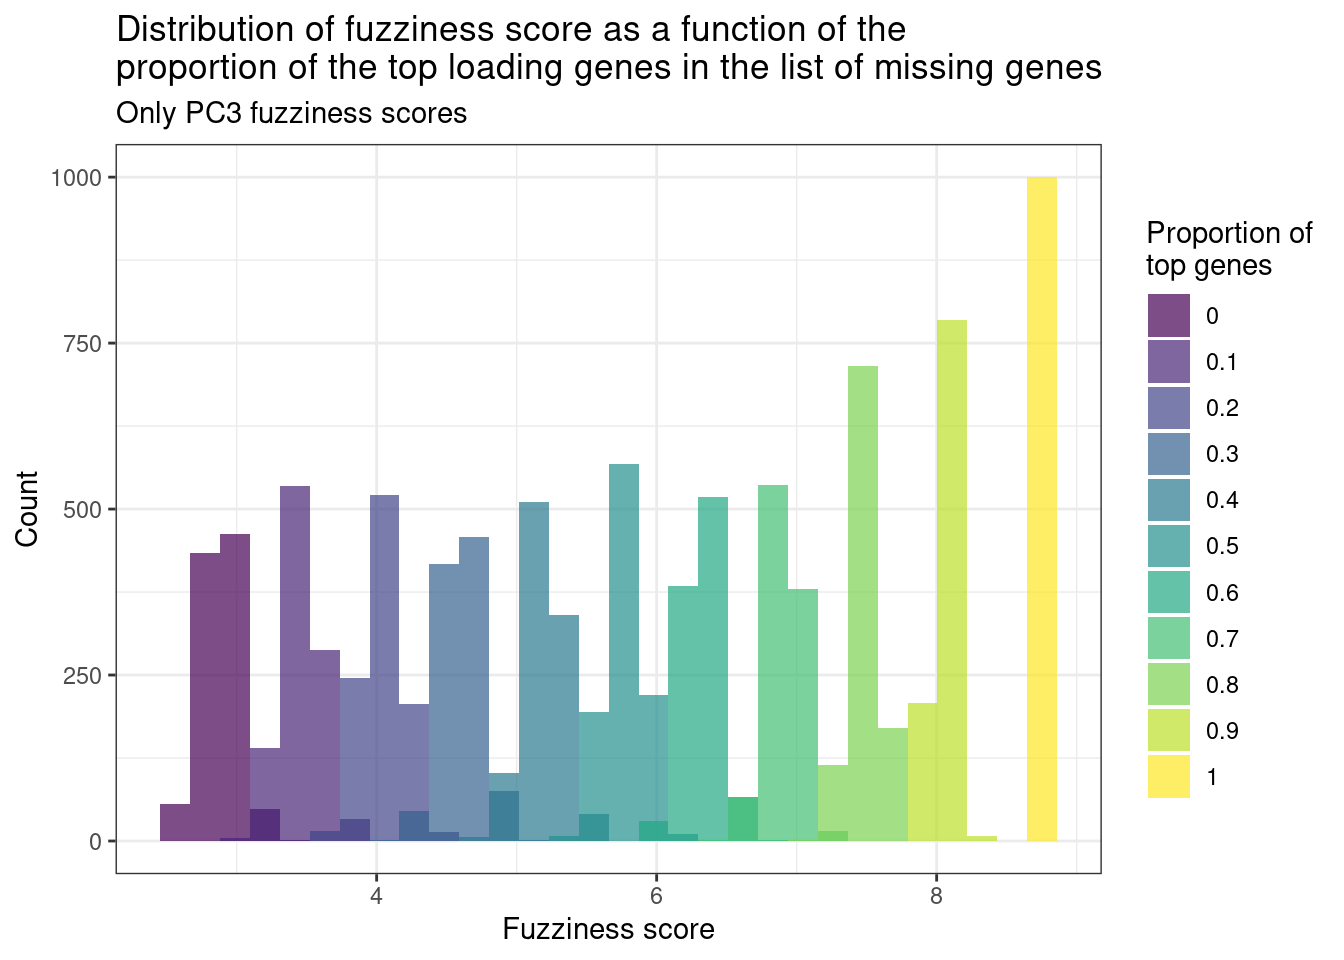 Distribution of fuzziness score as a function of the
proportion of the top loading genes in the list of missing genes
Only PC3 fuzziness scores
1000
750
500
250
0
Count
4
6
8
Fuzziness score
Proportion of
top genes
0
0.1
0.2
0.3
0.4
0.5
0.6
0.7
0.8
0.9
1